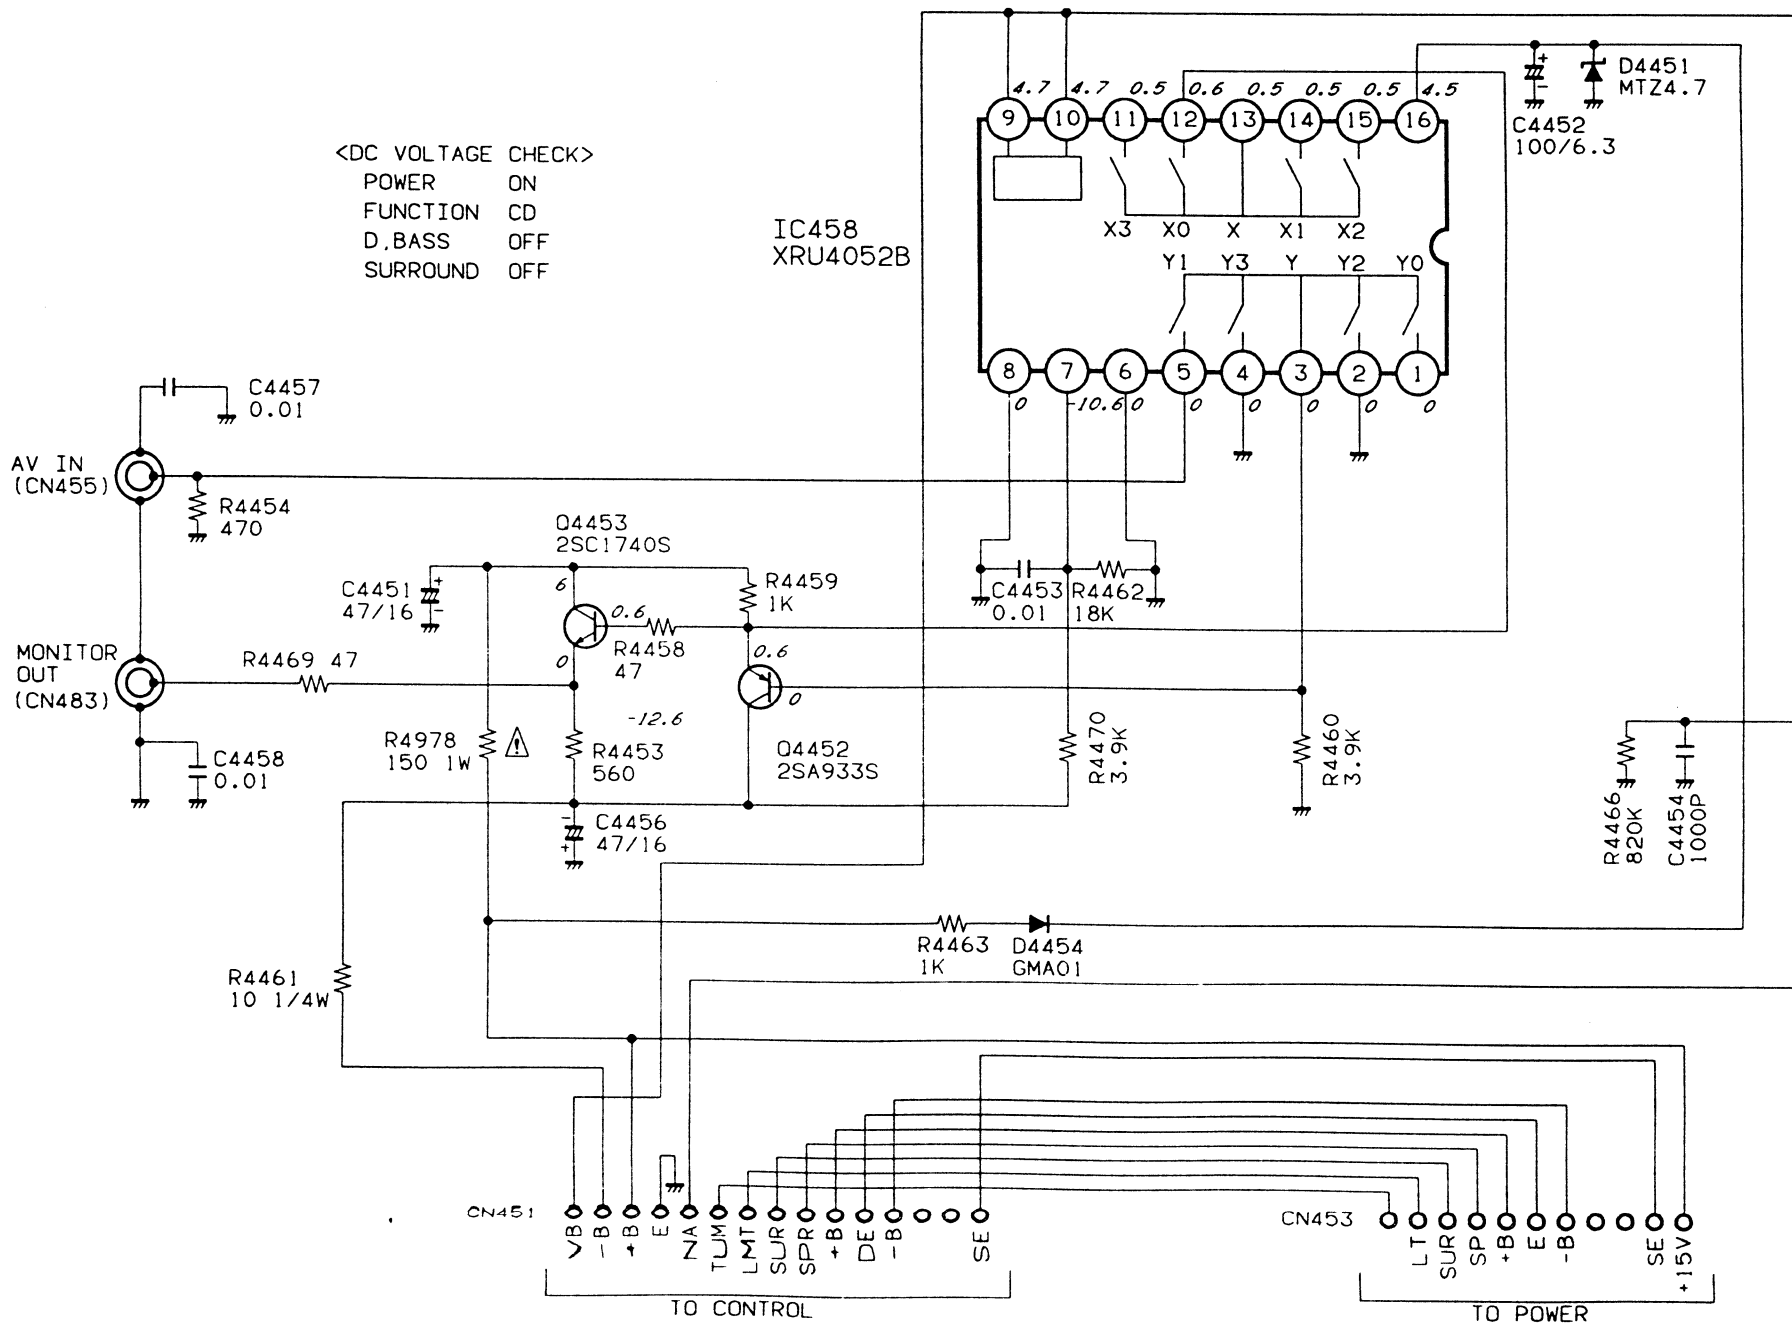 4.7 4.7 0.5 0.6 0.5 0.5 0.5 4.5
9 10 11 12 13 14 15 16
D4451
MTZ4.7
+
-
C4452
100/6.3
<DC VOLTAGE CHECK>
POWER ON
FUNCTION CD
D.BASS OFF
SURROUND OFF
IC458
XRU4052B
X3 X0 X X1 X2
Y1 Y3 Y Y2 Y0
8 7 6 5 4 3 2 1
0 -10.6 0 0 0 0 0 0
C4457
0.01
AV IN
(CN455)
R4454
470
Q4453
2SC1740S
C4451
47/16
+
-
6
0.6
0
R4459
1K
R4458
47
0.6
0
C4453
0.01
R4462
18K
MONITOR
OUT
(CN483)
R4469 47
-12.6
R4978
150 1W
!
R4453
560
Q4452
2SA933S
R4470
3.9K
R4460
3.9K
C4458
0.01
-
+
C4456
47/16
R4466
820K
C4454
1000P
R4463
1K
D4454
GMA01
R4461
10 1/4W
CN451
VB
-B
+B
E
NA
TUM
LMT
SUR
SPR
+B
DE
-B
SE
TO CONTROL
CN453
LT
SUR
SP
+B
E
-B
SE
+15V
TO POWER